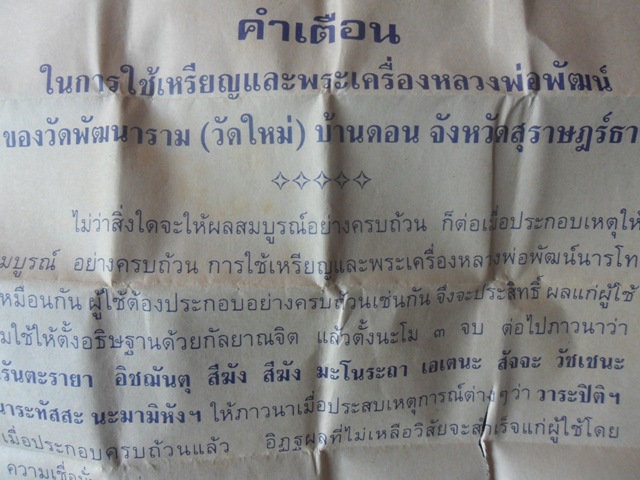 คำเตือน
ในการใช้เหรียญและพระเครื่องหลวงพ่อพัฒน์
ของวัดพัฒนาราม (วัดใหม่) บ้านดอน จังหวัดสุราษฎร์ธา
ไม่ว่าสิ่งใดจะให้ผลสมบูรณ์อย่างครบถ้วน ก็ต่อเมื่อประกอบเหตุให้
มบูรณ์ อย่างครบถ้วน การใช้เหรียญและพระเครื่องหลวงพ่อพัฒน์นารโท
หมือนกัน ผู้ใช้ต้องประกอบอย่างครบถ้วนเช่นกัน จึงจะประสิทธิ์ ผลแก่ผู้ใช้
มใช้ให้ตั้งอธิษฐานด้วยกัลยาณจิต แล้วตั้งนะโม ๓ จบ ต่อไปภาวนาว่า
รันตะรายา อิชฌันตุ สีฆัง สีฆัง มะโนระถา เอเตนะ สัจจะ วัชเชนะ
นาระทัสสะ นะมามิหังฯ ให้ภาวนาเมื่อประสบเหตุการณ์ต่างๆว่า วาระปิติฯ
เมื่อประกอบครบถ้วนแล้ว อิฏฐผลที่ไม่เหลือวิสัยจะสำเร็จแก่ผู้ใช้โดย
ความเชื่อ